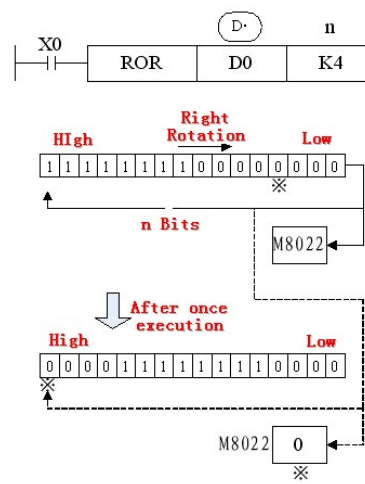 D· n
X0
ROR D0 K4
Right
Rotation
HIgh Low
1 1 1 1 1 1 1 1 0 0 0 0 0 0 0 0
※
n Bits
M8022
After once
execution
High Low
0 0 0 0 1 1 1 1 1 1 1 1 0 0 0 0
※
M8022 0
※